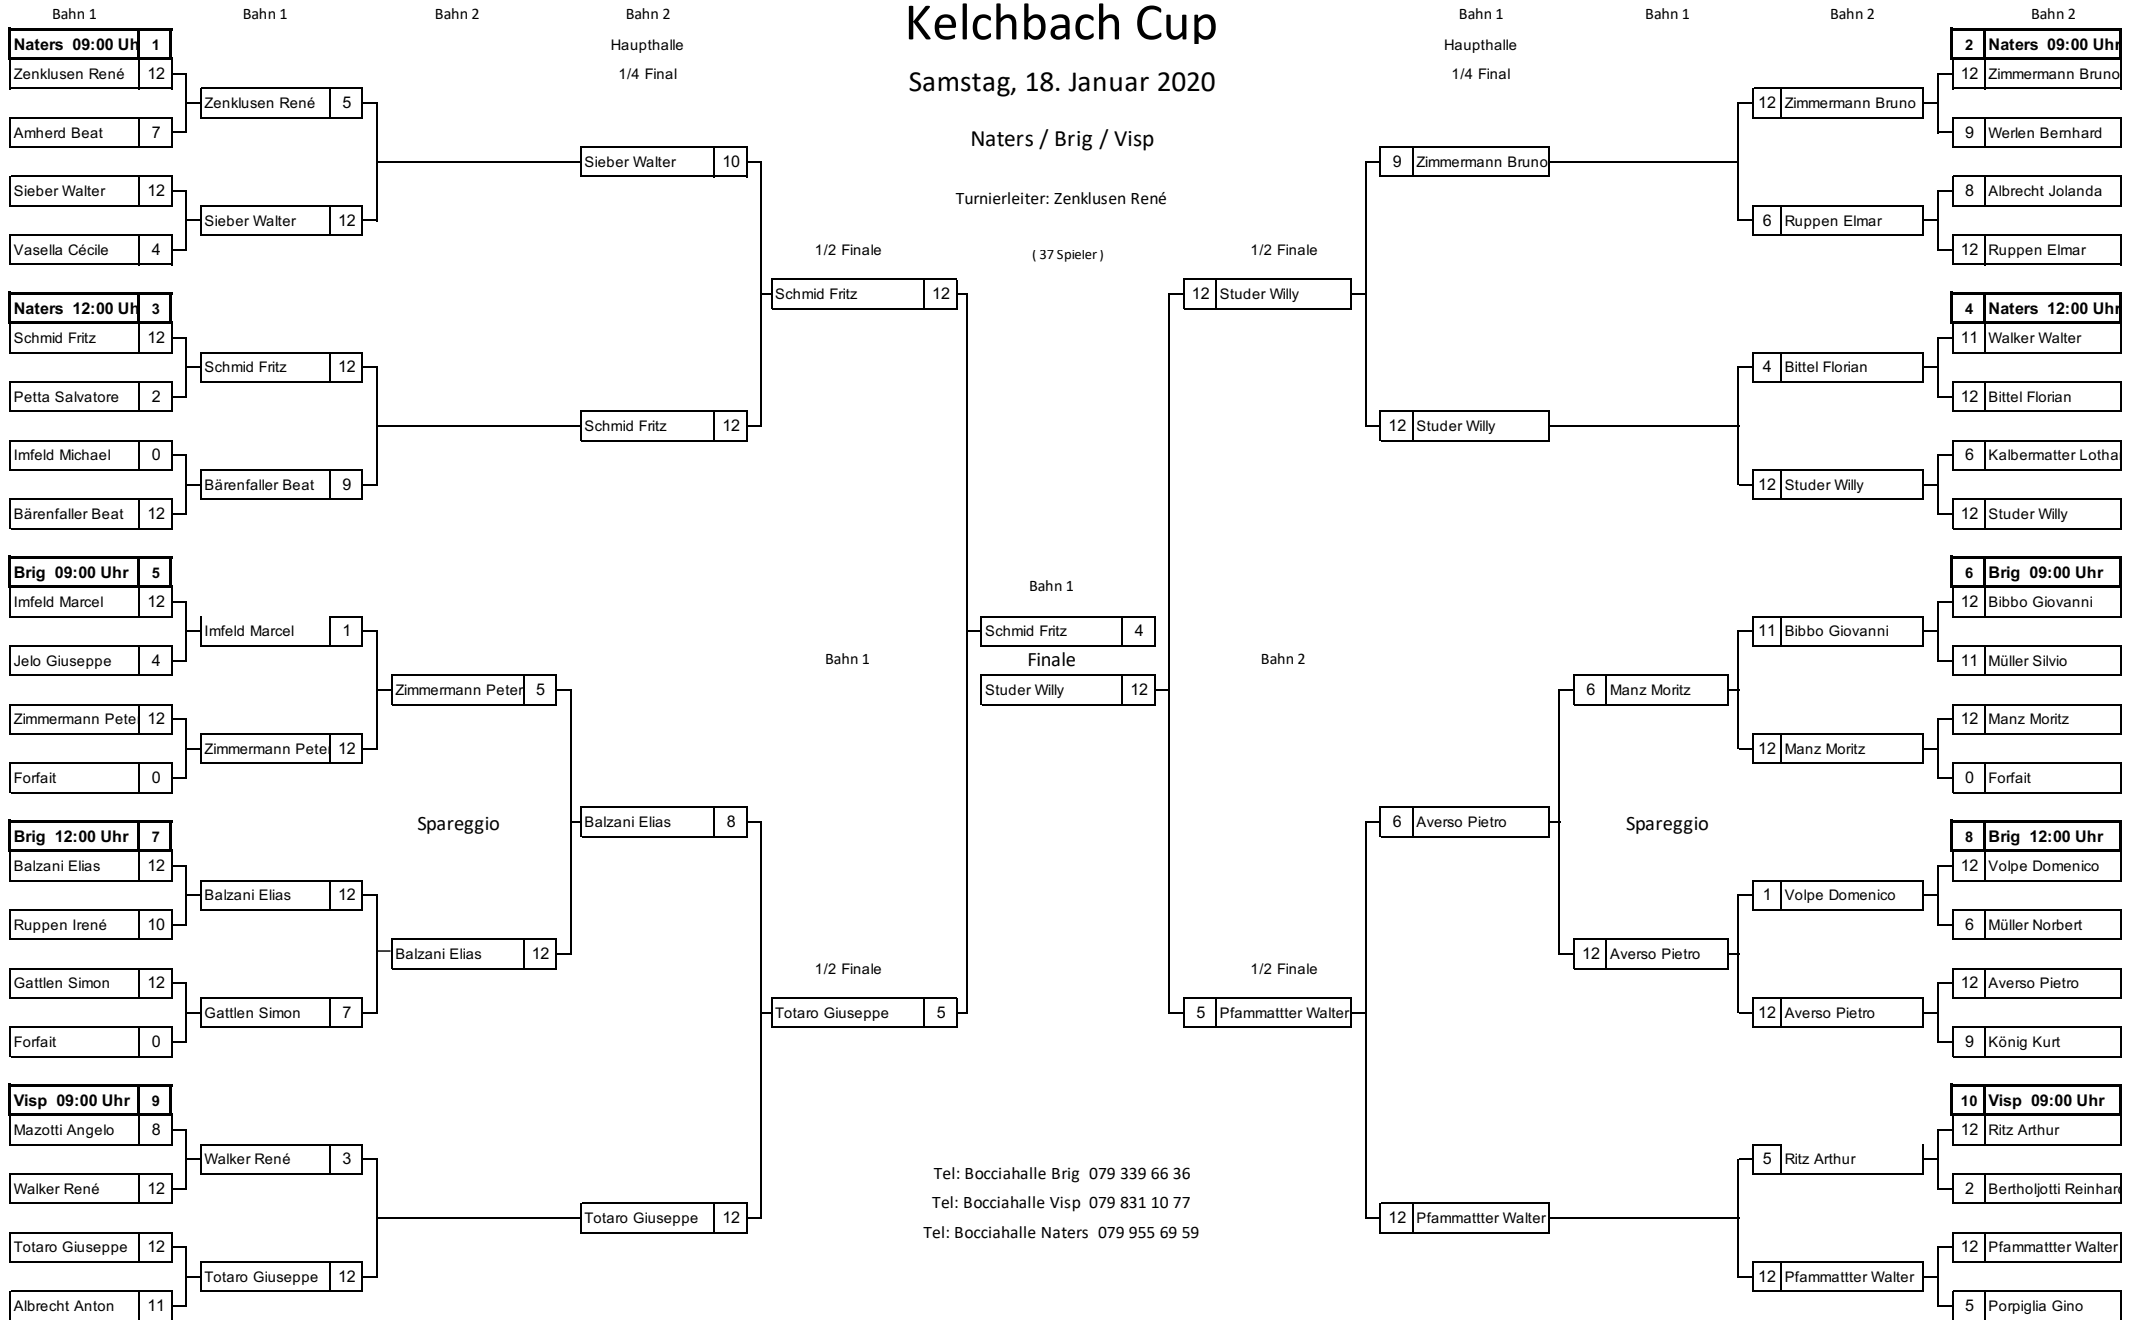 Bahn 1 Bahn 1 Bahn 2 Bahn 2 Kelchbach Cup Bahn 1 Bahn 1 Bahn 2 Bahn 2
Naters 09:00 Uh 1 Haupthalle Haupthalle 2 Naters 09:00 Uhr
Zenklusen René 12 1/4 Final Samstag, 18. Januar 2020 1/4 Final 12 Zimmermann Bruno
Zenklusen René 5 12 Zimmermann Bruno
Amherd Beat 7 Naters / Brig / Visp 9 Werlen Bernhard
Sieber Walter 10 9 Zimmermann Bruno
Sieber Walter 12 Turnierleiter: Zenklusen René 8 Albrecht Jolanda
Sieber Walter 12 6 Ruppen Elmar
Vasella Cécile 4 1/2 Finale ( 37 Spieler ) 1/2 Finale 12 Ruppen Elmar
Schmid Fritz 12 12 Studer Willy
Naters 12:00 Uh 3 4 Naters 12:00 Uhr
Schmid Fritz 12 11 Walker Walter
Schmid Fritz 12 4 Bittel Florian
Petta Salvatore 2 12 Bittel Florian
Schmid Fritz 12 12 Studer Willy
Imfeld Michael 0 6 Kalbermatter Lotha
Bärenfaller Beat 9 12 Studer Willy
Bärenfaller Beat 12 12 Studer Willy
Brig 09:00 Uhr 5 Bahn 1 6 Brig 09:00 Uhr
Imfeld Marcel 12 12 Bibbo Giovanni
Imfeld Marcel 1 Schmid Fritz 4 11 Bibbo Giovanni
Jelo Giuseppe 4 Bahn 1 Finale Bahn 2 11 Müller Silvio
Zimmermann Peter 5 Studer Willy 12 6 Manz Moritz
Zimmermann Pete 12 12 Manz Moritz
Zimmermann Pete 12 12 Manz Moritz
Forfait 0 0 Forfait
Spareggio Balzani Elias 8 6 Averso Pietro Spareggio
Brig 12:00 Uhr 7 8 Brig 12:00 Uhr
Balzani Elias 12 12 Volpe Domenico
Balzani Elias 12 1 Volpe Domenico
Ruppen Irené 10 6 Müller Norbert
Balzani Elias 12 12 Averso Pietro
Gattlen Simon 12 1/2 Finale 1/2 Finale 12 Averso Pietro
Gattlen Simon 7 Totaro Giuseppe 5 5 Pfammattter Walter 12 Averso Pietro
Forfait 0 9 König Kurt
Visp 09:00 Uhr 9 10 Visp 09:00 Uhr
Mazotti Angelo 8 12 Ritz Arthur
Walker René 3 5 Ritz Arthur
Tel: Bocciahalle Brig 079 339 66 36
Walker René 12 Tel: Bocciahalle Visp 079 831 10 77 2 Bertholjotti Reinhard
Totaro Giuseppe 12 12 Pfammattter Walter
Tel: Bocciahalle Naters 079 955 69 59
Totaro Giuseppe 12 12 Pfammattter Walter
Totaro Giuseppe 12 12 Pfammattter Walter
Albrecht Anton 11 5 Porpiglia Gino